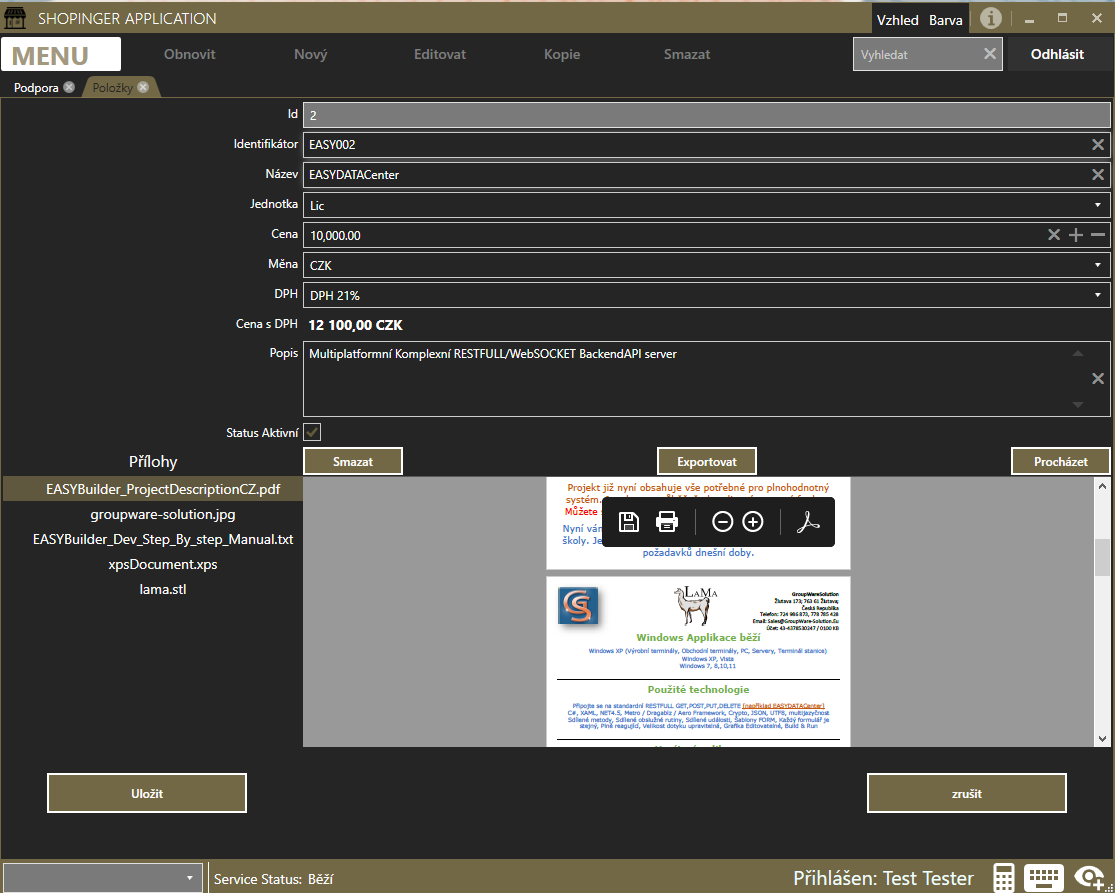 SHOPINGER APPLICATION
Vzhled Barva
MENU Obnovit Nový Editovat Kopie Smazat Vyhledat Odhlásit
Podpora Položky
Id 2
Identifikátor EASY002
Název EASYDATACenter
Jednotka Lic
Cena 10,000.00
Měna CZK
DPH DPH 21%
Cena s DPH 12 100,00 CZK
Popis Multiplatformní Komplexní RESTFULL/WebSOCKET BackendAPI server
Status Aktivní
Přílohy Smazat Exportovat Procházet
EASYBuilder_ProjectDescriptionCZ.pdf
groupware-solution.jpg
EASYBuilder_Dev_Step_By_step_Manual.txt
xpsDocument.xps
lama.stl
Projekt již nyní obsahuje vše potřebné pro plnohodnotný
systém.
Můžete
Nyní
školy. Je
požadavků dnešní doby.
LAMA
GroupWareSolution
Žlutava 173; 763 61 Žlutava;
Česká Republika
Telefon: 724 986 873, 778 785 428
Email: Sales@GroupWare-Solution.Eu
Účet: 43-4378530247 / 0100 KB
Windows Applikace běží
Windows XP (Výrobní terminály, Obchodní terminály, PC, Servery, Terminál stanice)
Windows XP, Vista
Windows 7, 8,10,11
Použité technologie
Připojte se na standardní RESTFULL GET,POST,PUT,DELETE (například EASYDATACenter)
C#, XAML, NET4.5, Metro / Dragablz / Aero Framework, Crypto, JSON, UTF8, multijazyčnost
Sdílené metody, Sdílené obslužné rutiny, Sdílené události, Šablony FORM, Každý formulář je
stejný, Plně reagující, Velikost dotyku upravitelné, Grafika Editovatelné, Build & Run
Uložit zrušit
Service Status: Běží Přihlášen: Test Tester